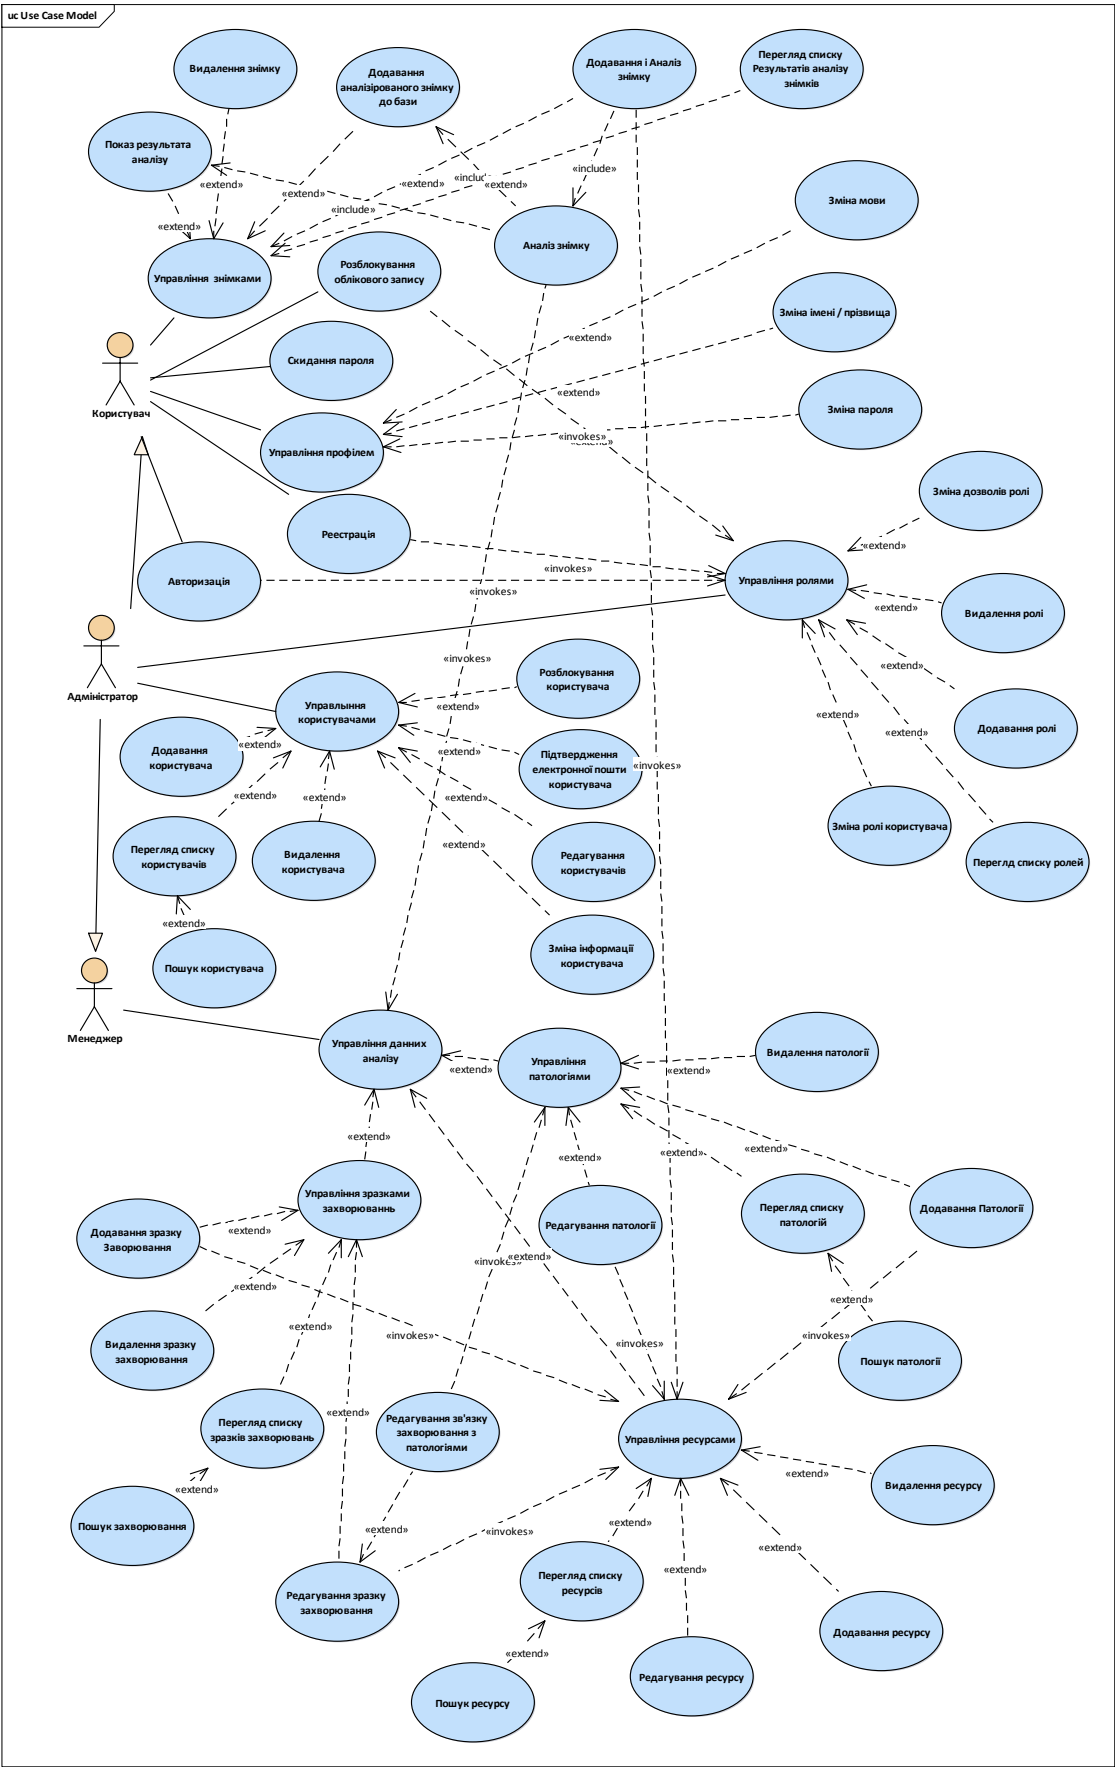 uc Use Case Model
Видалення знімку
Додавання
аналізірованого знімку
до бази
Додавання і Аналіз
знімку
Перегляд списку
Результатів аналізу
знімків
Показ результата
аналізу
«extend»
«extend»
«extend»
«include»
«extend»
«includ
«extend»
«include»
Аналіз знімку
Зміна мови
Управління  знімками
Розблокування
облікового запису
Зміна імені / прізвища
«extend»
Скидання пароля
Користувач
«extend»
Зміна пароля
«invokes»
«extend»
Управління профілем
Зміна дозволів ролі
Реестрація
«extend»
Авторизація
«invokes»
«invokes»
Управління ролями
«extend»
Видалення ролі
Адміністратор
«invokes»
«extend»
Розблокування
користувача
«extend»
Управлыння
користувачами
«extend»
Додавання ролі
Додавання
користувача
«extend»
«extend»
Підтвердження
електронної пошти
користувача
«invokes»
«extend»
«extend»
«extend»
Зміна ролі користувача
Перегляд списку
користувачів
Видалення
користувача
«extend»
Редагування
користувачів
Перегляд списку ролей
«extend»
Пошук користувача
Зміна інформації
користувача
Менеджер
Управління данних
аналізу
«extend»
Управління
патологіями
«extend»
Видалення патології
«extend»
«extend»
«extend»
«extend»
Управління зразками
захворюваннь
Додавання зразку
Заворювання
«extend»
Редагування патології
Перегляд списку
патологій
Додавання Патології
«invokes»
«extend»
«extend»
«extend»
«extend»
«invokes»
«invokes»
«invokes»
Видалення зразку
захворювання
Пошук патології
Перегляд списку
зразків захворювань
«extend»
Редагування зв'язку
захворювання з
патологіями
Управління ресурсами
«extend»
Видалення ресурсу
«extend»
Пошук захворювання
«extend»
«invokes»
«extend»
«extend»
«extend»
Редагування зразку
захворювання
Перегляд списку
ресурсів
Додавання ресурсу
«extend»
Редагування ресурсу
Пошук ресурсу